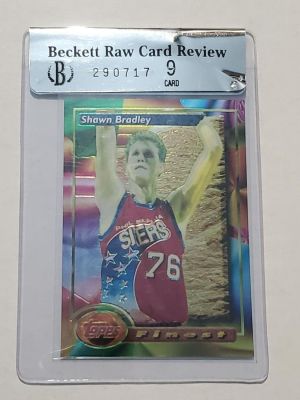 Beckett Raw Card Review
B
290717
9
CARD
Shawn Bradley
SIXERS
76
TOPPS
Finest